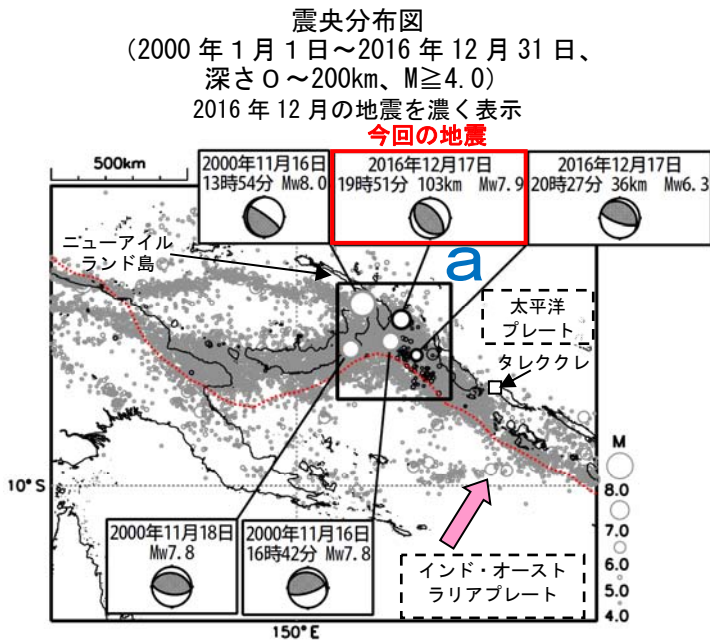 震央分布図
(2000年1月1日～2016年12月31日、
深さ0～200km、M≧4.0)
2016年12月の地震を濃く表示
今回の地震
500km
2000年11月16日
13時54分 Mw8.0
2016年12月17日
19時51分 103km Mw7.9
2016年12月17日
20時27分 36km Mw6.3
a
ニューアイル
ランド島
太平洋
プレート
タレククレ
10°S
M
8.0
7.0
6.0
5.0
4.0
2000年11月18日
Mw7.8
2000年11月16日
16時42分 Mw7.8
インド・オースト
ラリアプレート
150°E